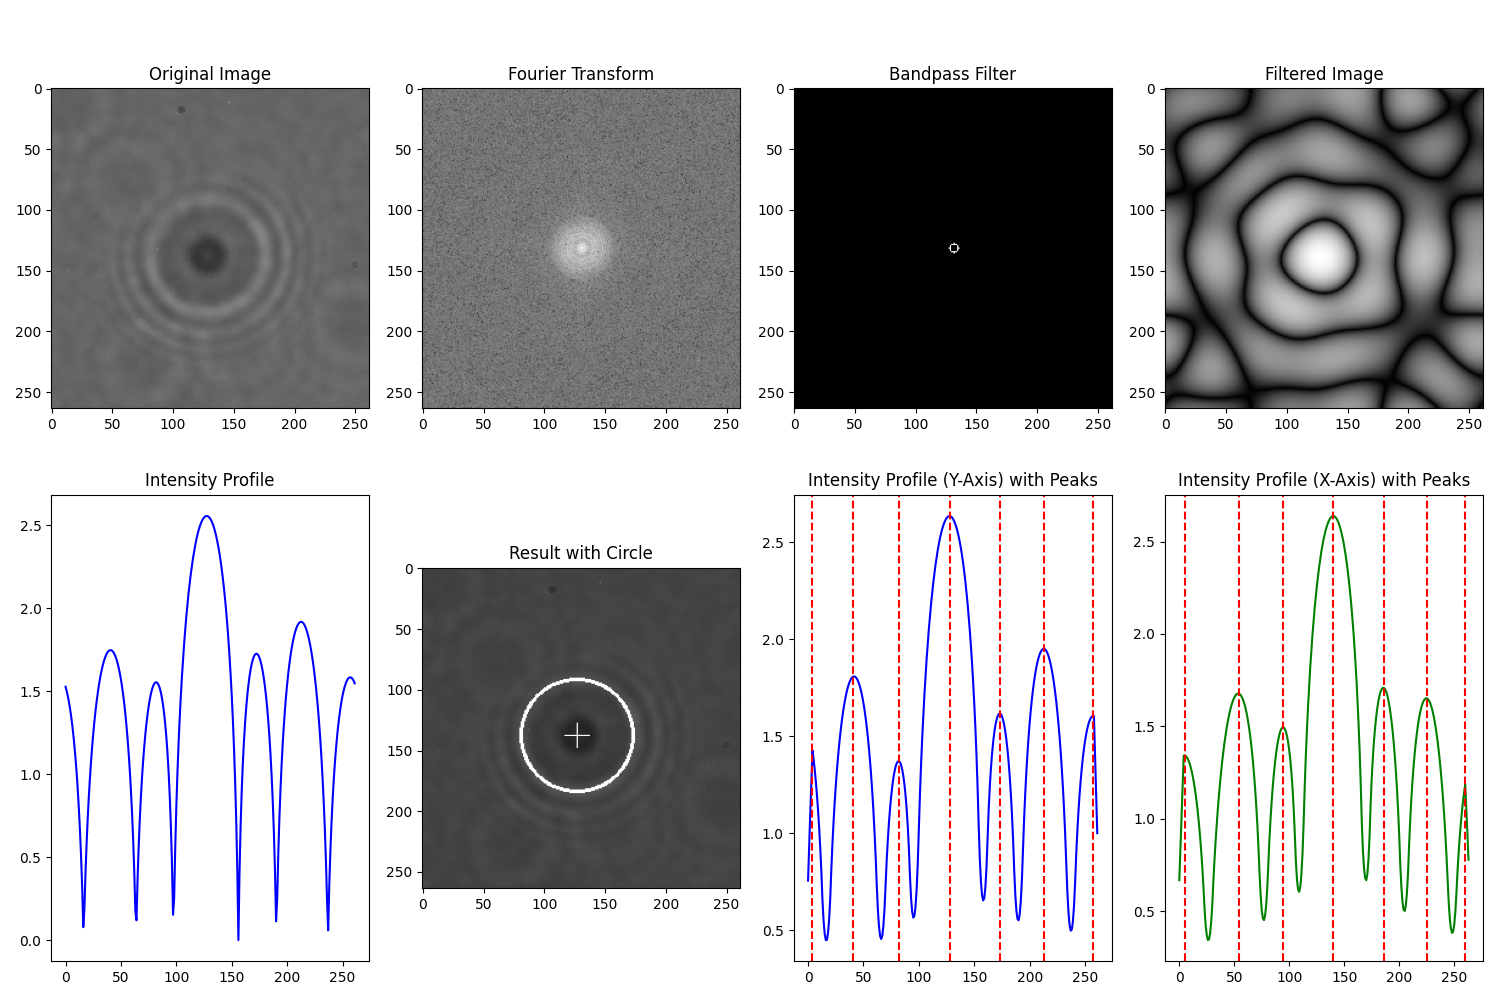 Original Image
Fourier Transform
Bandpass Filter
Filtered Image
0
50
100
150
200
250
0 50 100 150 200 250
0
50
100
150
200
250
0 50 100 150 200 250
0
50
100
150
200
250
0 50 100 150 200 250
0
50
100
150
200
250
0 50 100 150 200 250
Intensity Profile
2.5
2.0
1.5
1.0
0.5
0.0
0 50 100 150 200 250
Result with Circle
0
50
100
150
200
250
0 50 100 150 200 250
Intensity Profile (Y-Axis) with Peaks
2.5
2.0
1.5
1.0
0.5
0 50 100 150 200 250
Intensity Profile (X-Axis) with Peaks
2.5
2.0
1.5
1.0
0.5
0 50 100 150 200 250